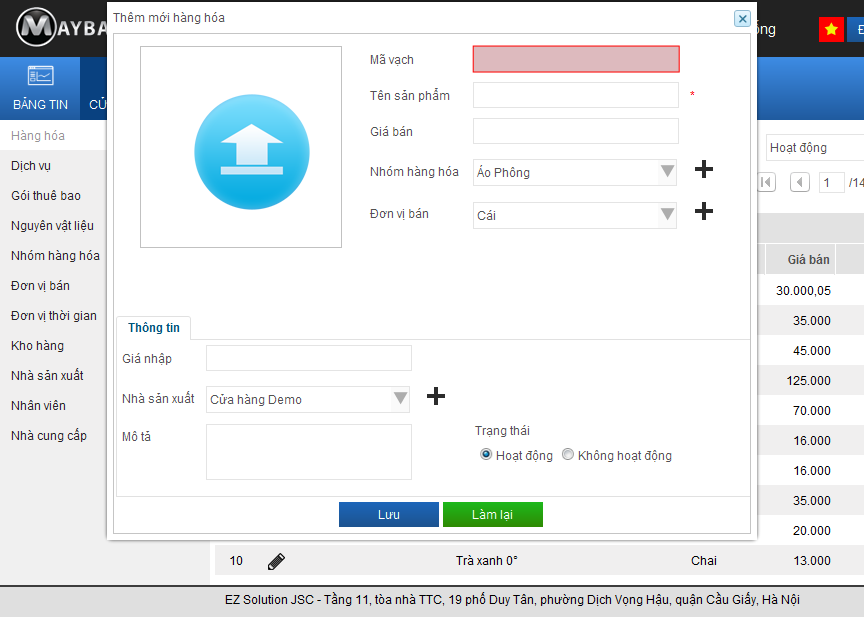 Thêm mới hàng hóa
MAYBA
BẢNG TIN
Mã vạch
Tên sản phẩm *
Giá bán
Nhóm hàng hóa Áo Phông
Đơn vị bán Cái
Thông tin
Giá nhập
Nhà sản xuất Cửa hàng Demo
Mô tả
Trạng thái
Hoạt động Không hoạt động
Lưu Làm lại
Hàng hóa
Dịch vụ
Gói thuê bao
Nguyên vật liệu
Nhóm hàng hóa
Đơn vị bán
Đơn vị thời gian
Kho hàng
Nhà sản xuất
Nhân viên
Nhà cung cấp
Hoạt động
1 /14
Giá bán
30.000,05
35.000
45.000
125.000
70.000
16.000
16.000
35.000
20.000
10 Trà xanh 0° Chai 13.000
EZ Solution JSC - Tầng 11, tòa nhà TTC, 19 phố Duy Tân, phường Dịch Vọng Hậu, quận Cầu Giấy, Hà Nội